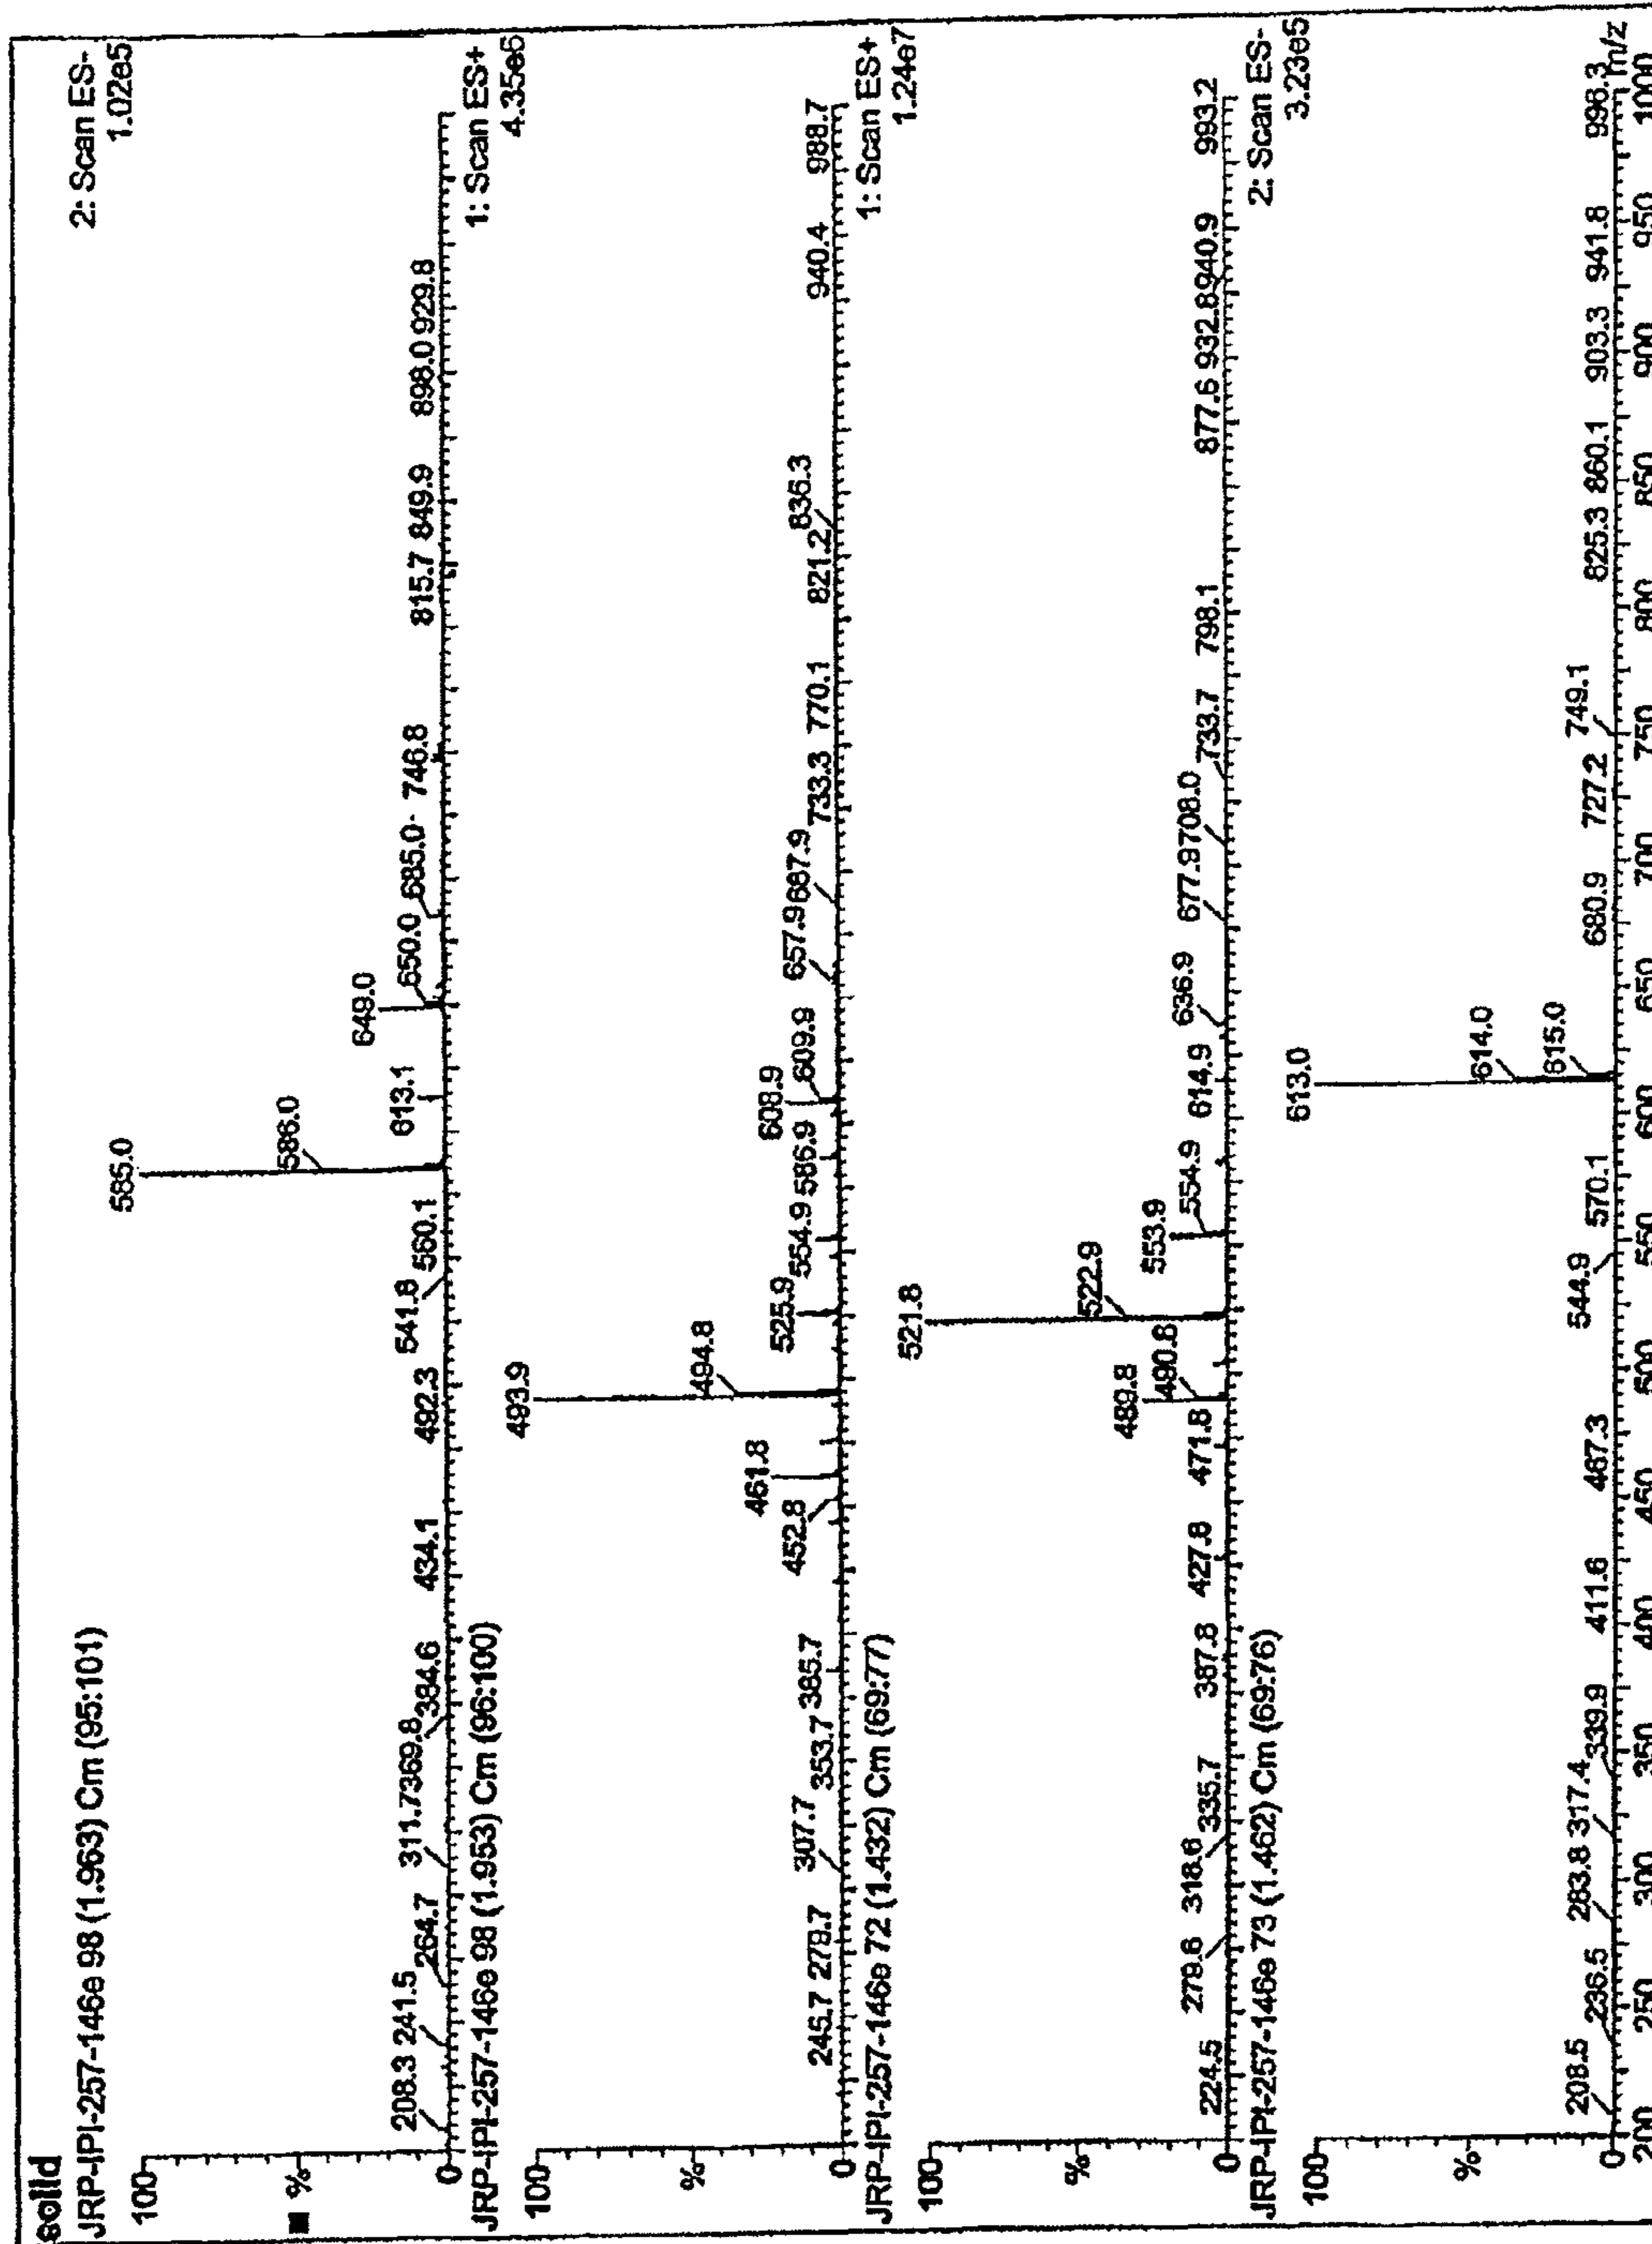 solid
JRP-IPI-257-146e 98 (1.963) Cm (95:101)
2: Scan ES-
1.02e5
100
%
0
208.3 241.5 264.7 311.7 369.8 384.6 434.1 492.3 541.8 560.1 585.0 586.0 613.1 649.0 650.0 685.0 746.8 815.7 849.9 898.0 929.8
JRP-IPI-257-146e 98 (1.953) Cm (96:100)
1: Scan ES+
4.35e6
100
%
0
245.7 279.7 307.7 353.7 385.7 452.8 461.8 493.9 494.8 525.9 554.9 586.9 608.9 609.9 657.9 687.9 733.3 770.1 821.2 836.3 940.4 988.7
JRP-IPI-257-146e 72 (1.432) Cm (69:77)
1: Scan ES+
1.24e7
100
%
0
224.5 279.6 318.6 335.7 387.8 427.8 471.8 489.8 490.8 521.8 522.9 553.9 554.9 614.9 636.9 677.9 708.0 733.7 798.1 877.6 932.8 940.9 993.2
JRP-IPI-257-146e 73 (1.462) Cm (69:76)
2: Scan ES-
3.23e5
100
%
0
208.5 236.5 283.8 317.4 339.9 411.6 467.3 544.9 570.1 613.0 614.0 615.0 680.9 727.2 749.1 825.3 860.1 903.3 941.8 996.3
m/z
200 250 300 350 400 450 500 550 600 650 700 750 800 850 900 950 1000